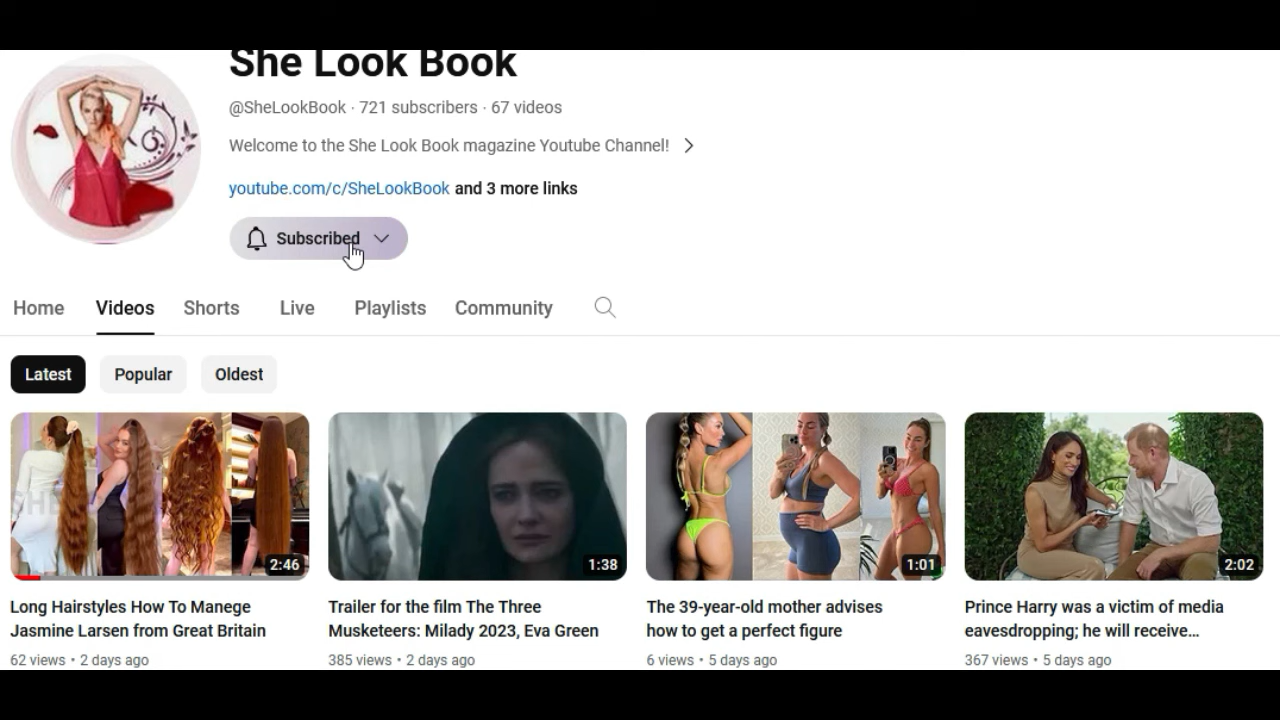 She Look Book
@SheLookBook · 721 subscribers · 67 videos
Welcome to the She Look Book magazine Youtube Channel!
youtube.com/c/SheLookBook and 3 more links
Subscribed
Home Videos Shorts Live Playlists Community
Latest Popular Oldest
SHE
2:46 1:38 1:01 2:02
Long Hairstyles How To Manege
Jasmine Larsen from Great Britain
62 views • 2 days ago
Trailer for the film The Three
Musketeers: Milady 2023, Eva Green
385 views • 2 days ago
The 39-year-old mother advises
how to get a perfect figure
6 views • 5 days ago
Prince Harry was a victim of media
eavesdropping; he will receive…
367 views • 5 days ago